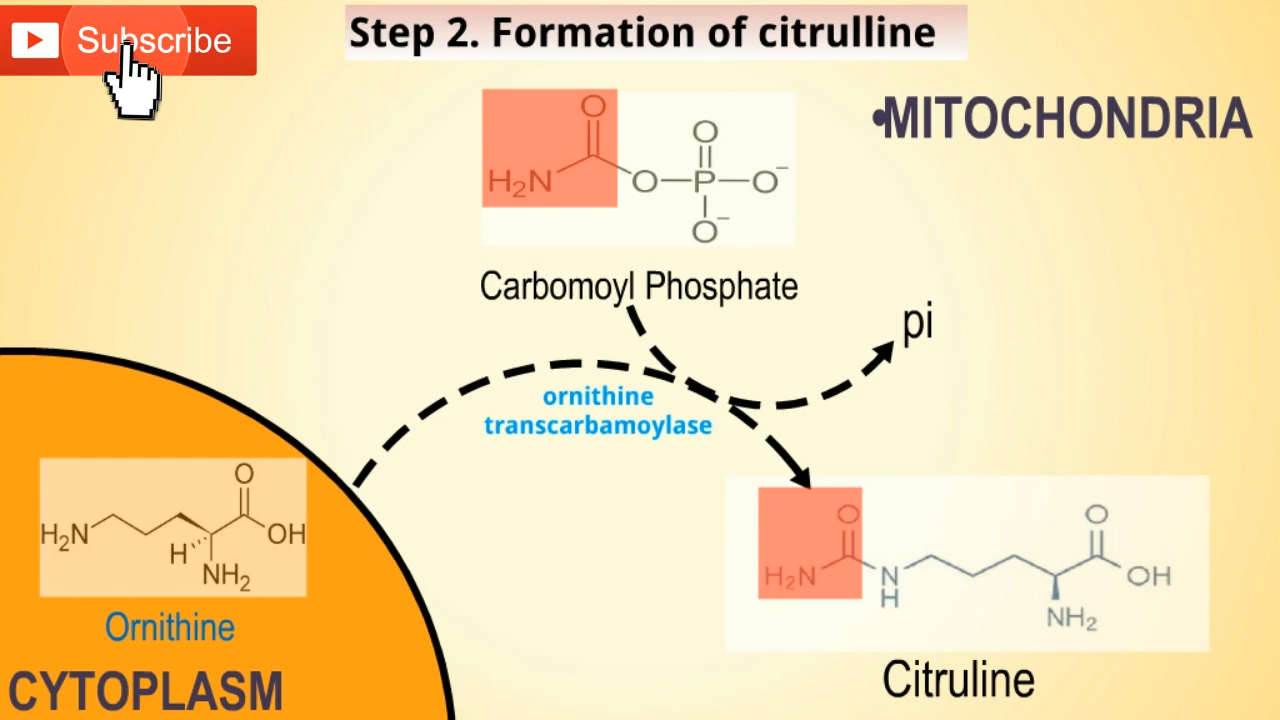 Subscribe
Step 2. Formation of citrulline
•MITOCHONDRIA
O
H₂N O P O⁻
O
O⁻
Carbomoyl Phosphate
pi
ornithine
transcarbamoylase
O
H₂N OH
H
NH₂
Ornithine
CYTOPLASM
O O
H₂N N OH
H
NH₂
Citruline